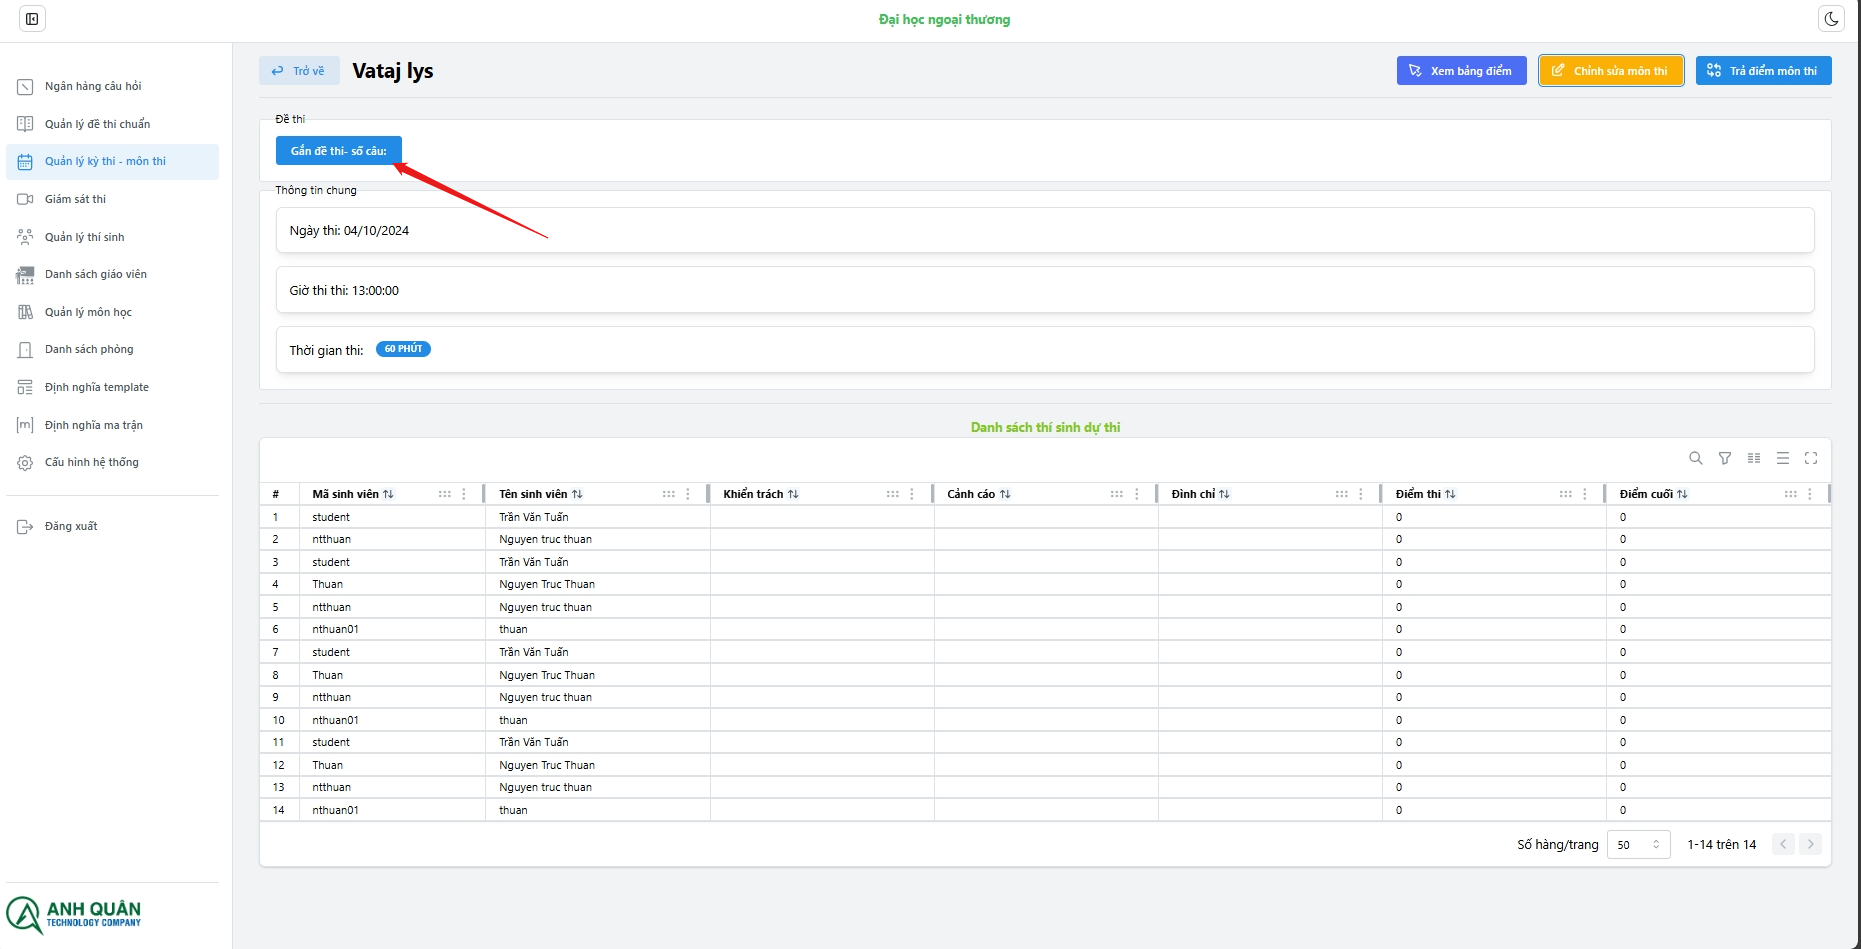 Đại học ngoại thương
Trở về Vataj lys Xem bảng điểm Chỉnh sửa môn thi Trả điểm môn thi
Ngân hàng câu hỏi
Quản lý đề thi chuẩn
Quản lý kỳ thi - môn thi
Giám sát thi
Quản lý thí sinh
Danh sách giáo viên
Quản lý môn học
Danh sách phòng
Định nghĩa template
[m] Định nghĩa ma trận
Cấu hình hệ thống
Đăng xuất
ANH QUÂN
TECHNOLOGY COMPANY
Đề thi
Gắn đề thi- số câu:
Thông tin chung
Ngày thi: 04/10/2024
Giờ thi thi: 13:00:00
Thời gian thi: 60 PHÚT
Danh sách thí sinh dự thi
# Mã sinh viên Tên sinh viên Khiển trách Cảnh cáo Đình chỉ Điểm thi Điểm cuối
1 student Trần Văn Tuấn 0 0
2 ntthuan Nguyen truc thuan 0 0
3 student Trần Văn Tuấn 0 0
4 Thuan Nguyen Truc Thuan 0 0
5 ntthuan Nguyen truc thuan 0 0
6 nthuan01 thuan 0 0
7 student Trần Văn Tuấn 0 0
8 Thuan Nguyen Truc Thuan 0 0
9 ntthuan Nguyen truc thuan 0 0
10 nthuan01 thuan 0 0
11 student Trần Văn Tuấn 0 0
12 Thuan Nguyen Truc Thuan 0 0
13 ntthuan Nguyen truc thuan 0 0
14 nthuan01 thuan 0 0
Số hàng/trang 50 1-14 trên 14